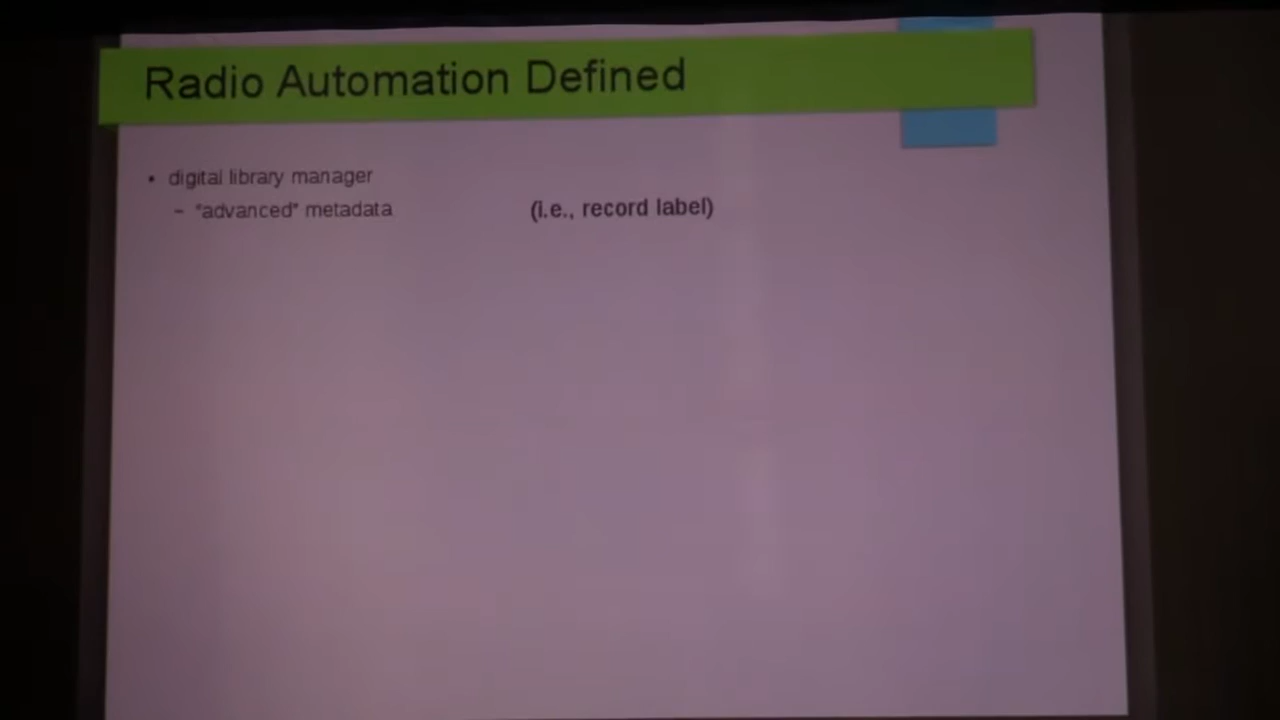 Radio Automation Defined
• digital library manager
– "advanced" metadata (i.e., record label)